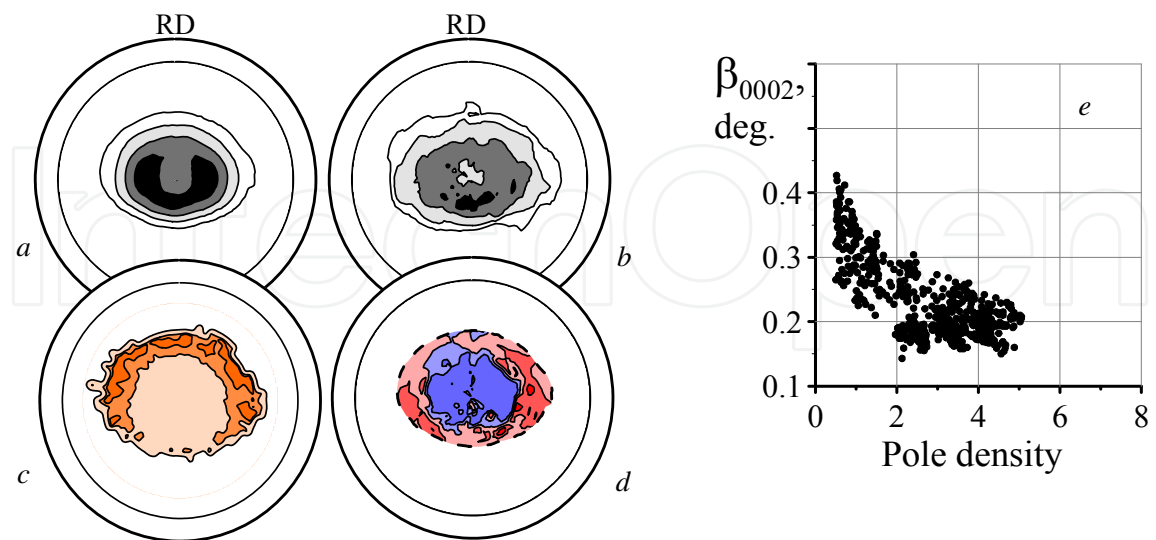 RD
RD
a
b
c
d
β0002,
deg.
e
0.4
0.3
0.2
0.1
0
2
4
6
8
Pole density
IntechOpen